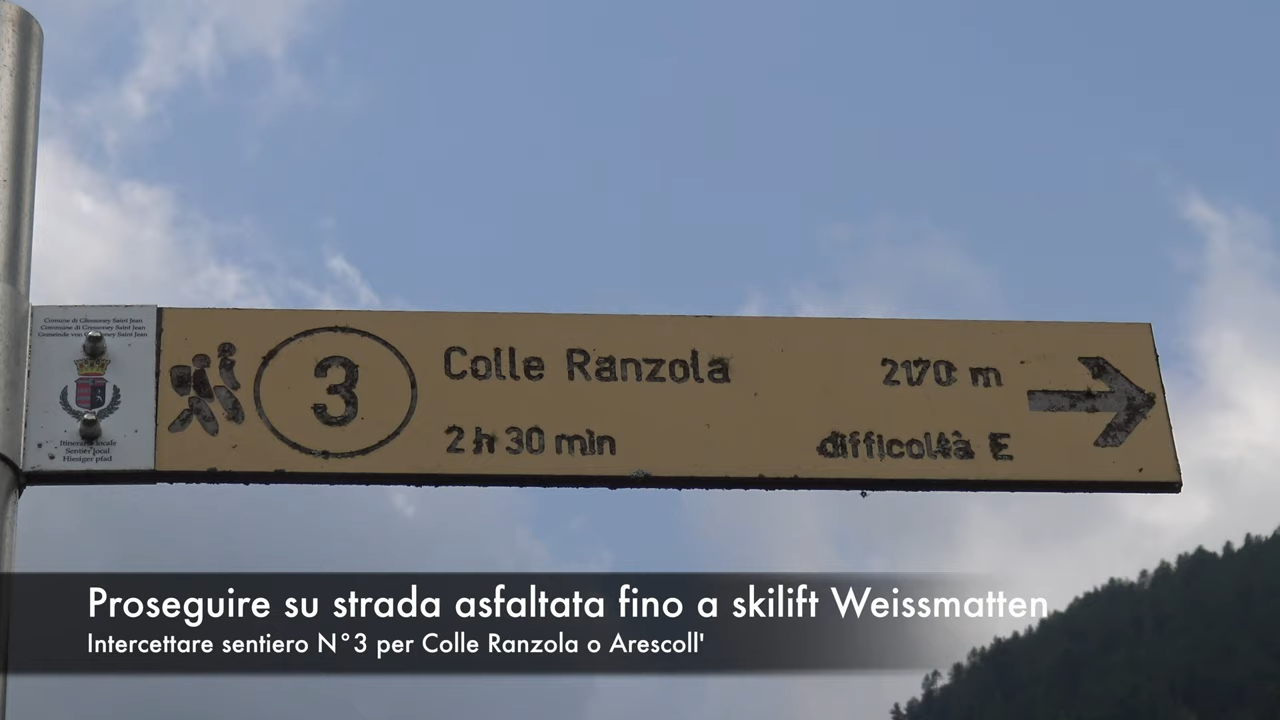 Comune di Gressoney Saint Jean
Commune di Gressoney Saint Jean
Gemeinde von Gressoney Saint Jean
Itinerario locale
Sentier local
Hiesiger pfad
3
Colle Ranzola
2170 m
2 h 30 min
difficoltà E
Proseguire su strada asfaltata fino a skilift Weissmatten
Intercettare sentiero N°3 per Colle Ranzola o Arescoll'